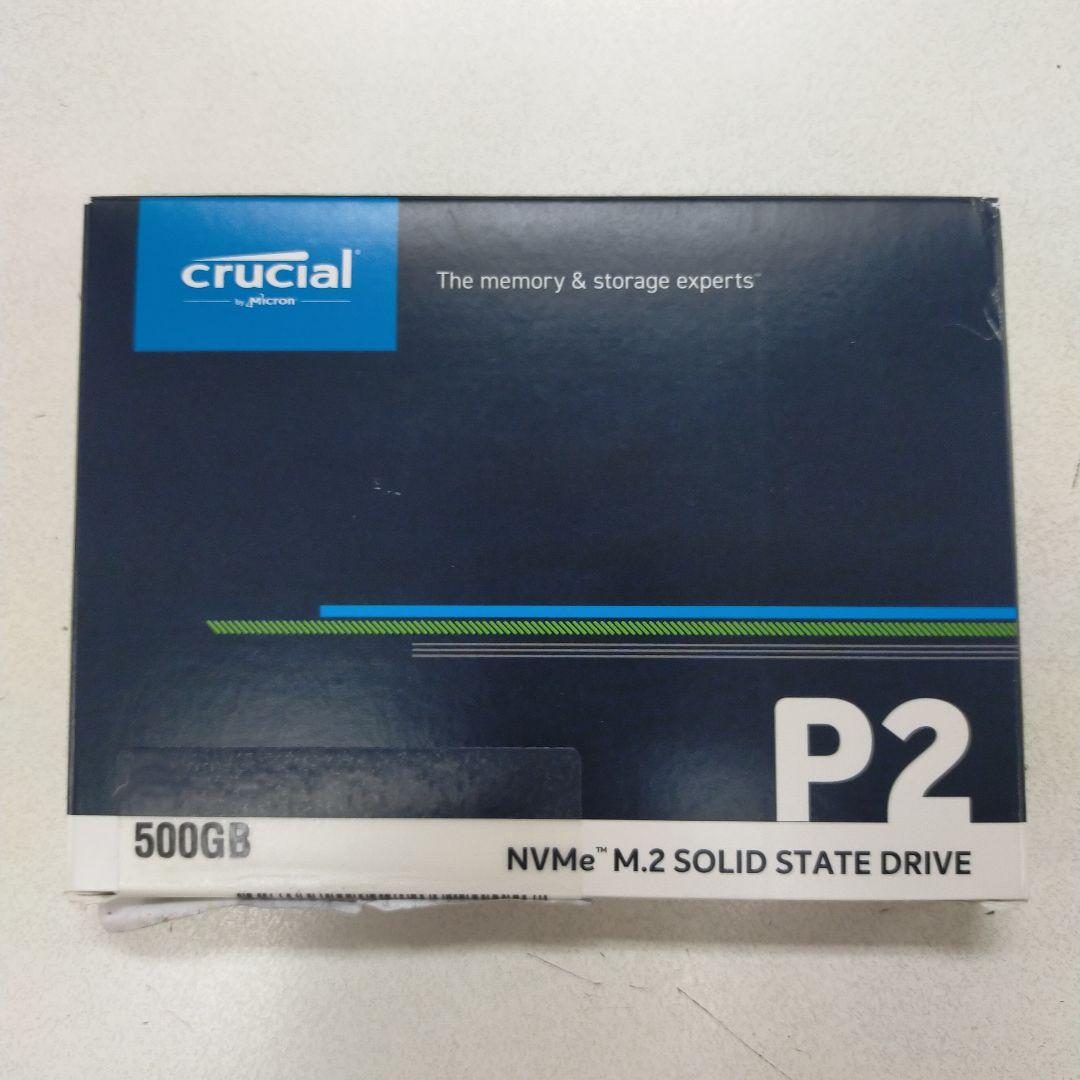 crucial®
by Micron®
The memory & storage experts™
P2
500GB
NVMe™ M.2 SOLID STATE DRIVE